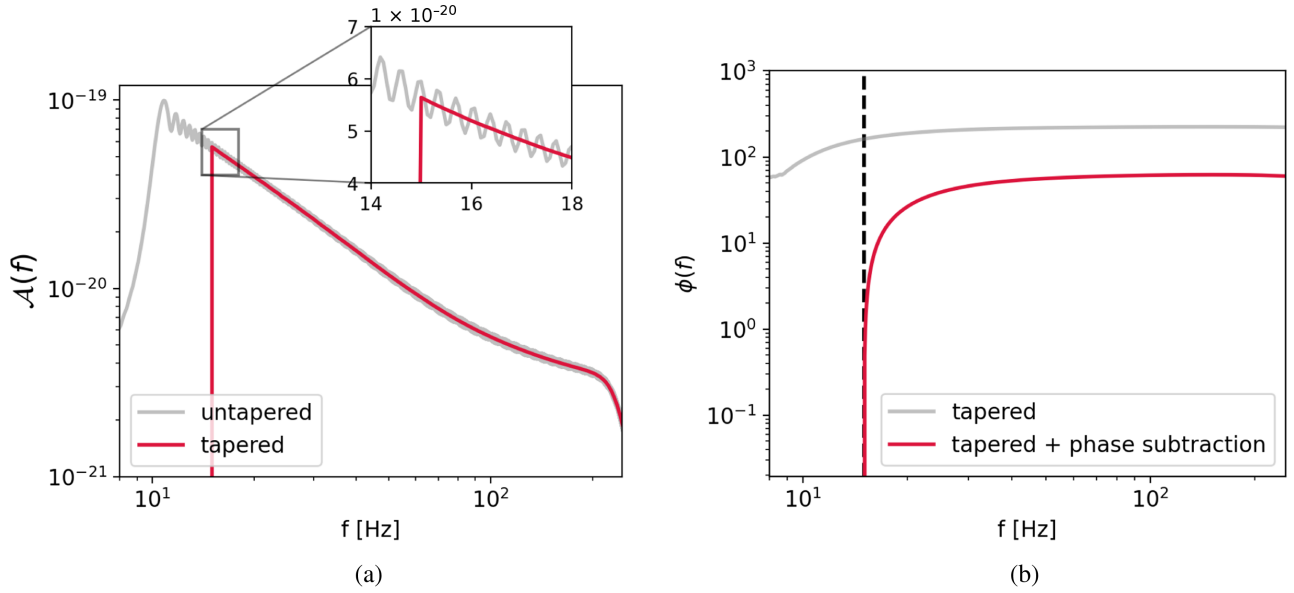 1 × 10⁻²⁰
7
6
5
4
14 16 18
10⁻¹⁹
10⁻²⁰
10⁻²¹
𝒜(f)
untapered
tapered
10¹ 10²
f [Hz]
(a)
10³
10²
10¹
10⁰
10⁻¹
ϕ(f)
tapered
tapered + phase subtraction
10¹ 10²
f [Hz]
(b)